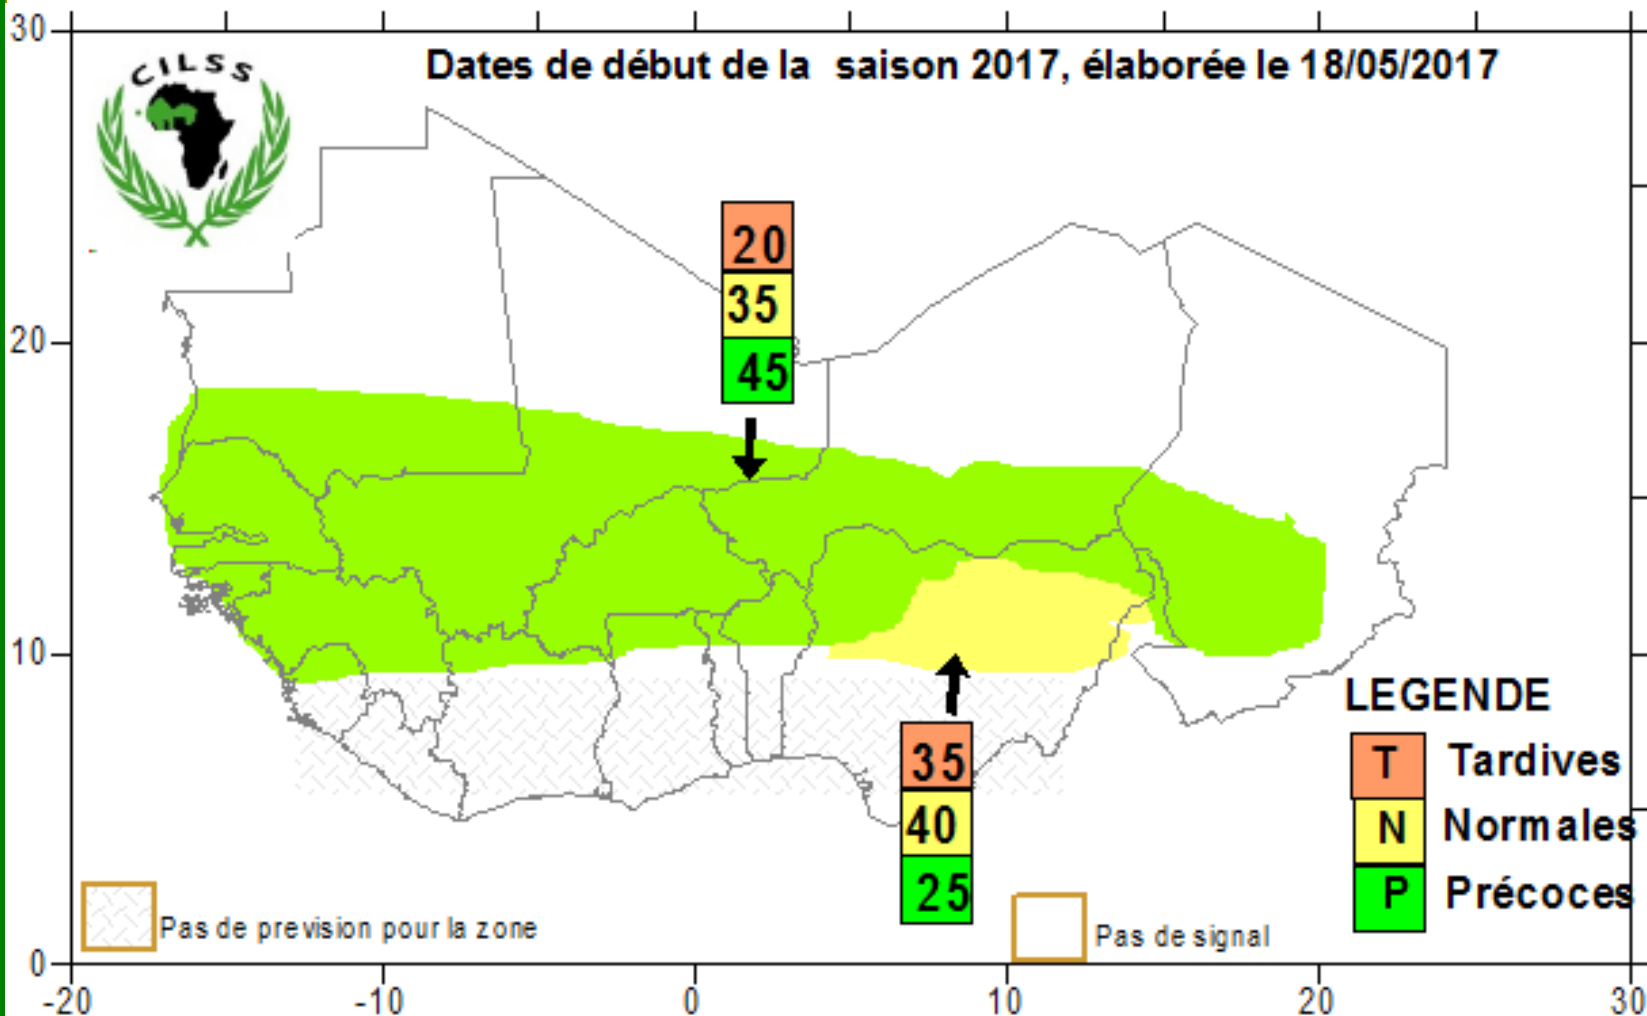 Dates de début de la saison 2017, élaborée le 18/05/2017
CILSS
30
20
10
0
20
35
45
35
40
25
LEGENDE
T Tardives
N Normales
P Précoces
Pas de prevision pour la zone
Pas de signal
-20 -10 0 10 20 30